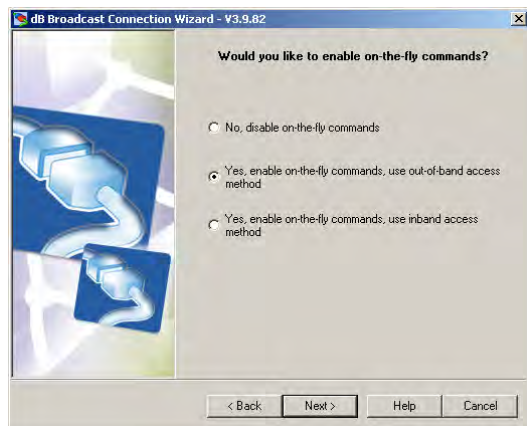 dB Broadcast Connection Wizard - V3.9.82
Would you like to enable on-the-fly commands?
No, disable on-the-fly commands
Yes, enable on-the-fly commands, use out-of-band access
method
Yes, enable on-the-fly commands, use inband access
method
< Back
Next >
Help
Cancel